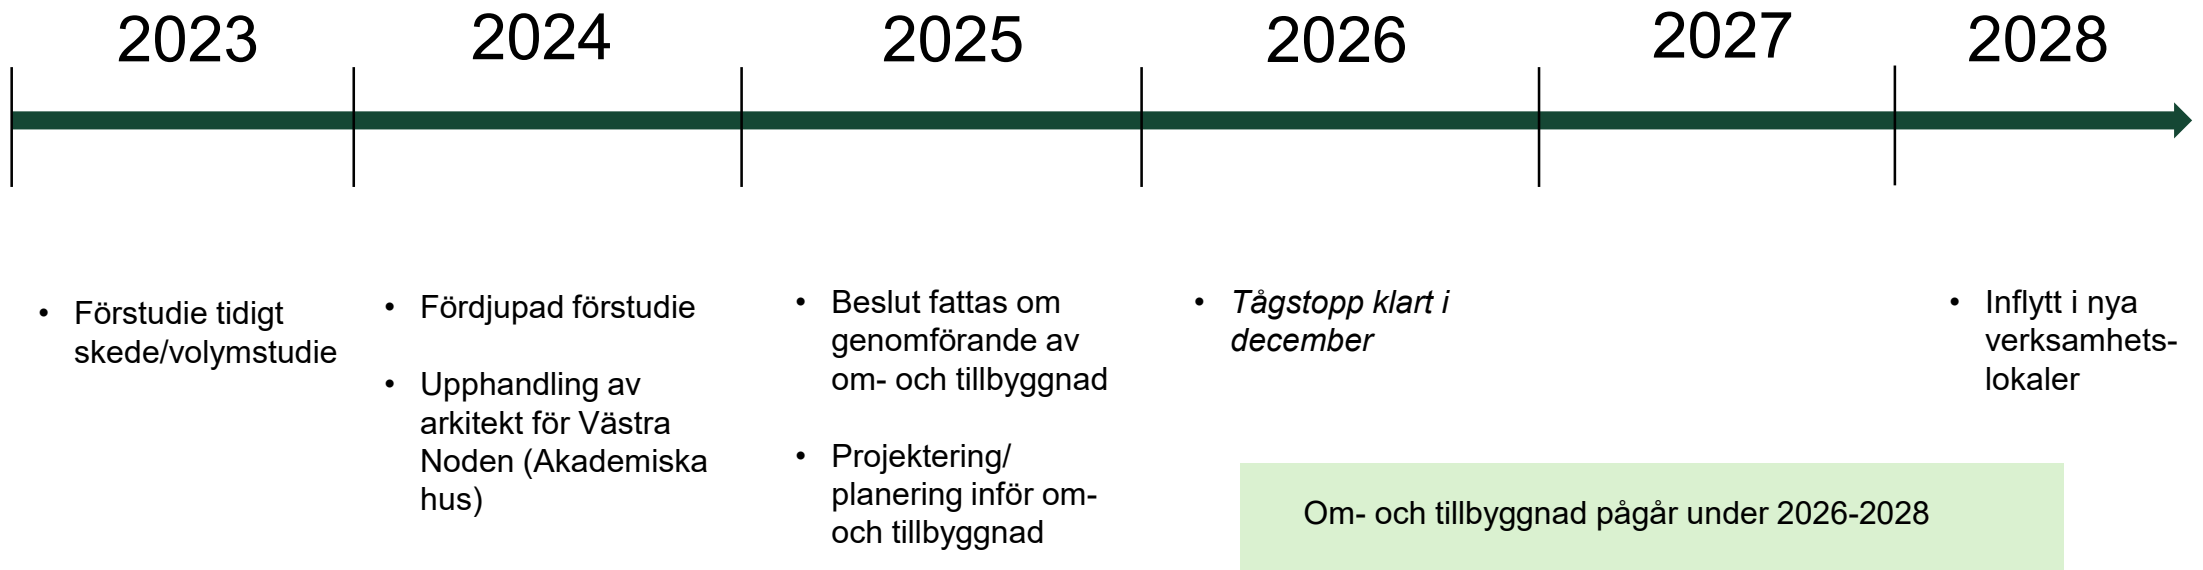 2023
2024
2025
2026
2027
2028
• Förstudie tidigt
skede/volymstudie
• Fördjupad förstudie
• Upphandling av
arkitekt för Västra
Noden (Akademiska
hus)
• Beslut fattas om
genomförande av
om- och tillbyggnad
• Projektering/
planering inför om-
och tillbyggnad
• Tågstopp klart i
december
• Inflytt i nya
verksamhets-
lokaler
Om- och tillbyggnad pågår under 2026-2028